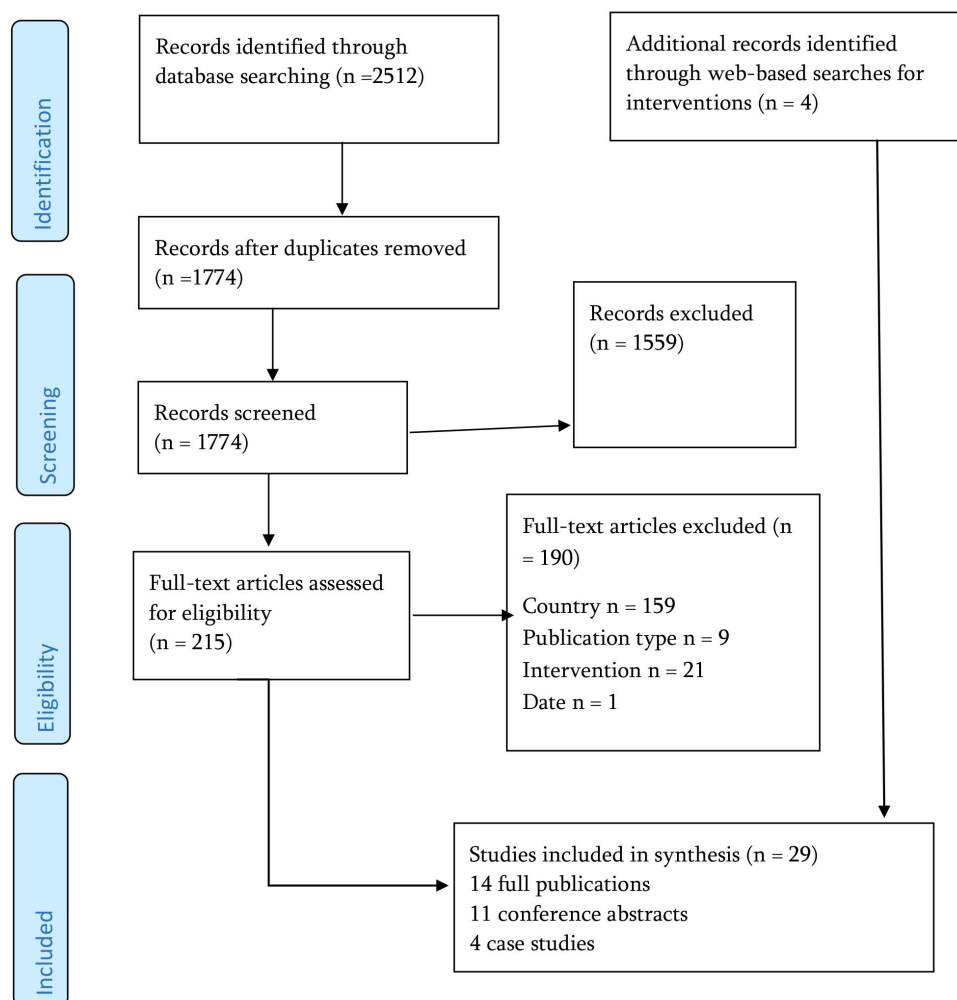 Identification
Records identified through
database searching (n =2512)
Additional records identified
through web-based searches for
interventions (n = 4)
Records after duplicates removed
(n =1774)
Screening
Records screened
(n = 1774)
Records excluded
(n = 1559)
Eligibility
Full-text articles assessed
for eligibility
(n = 215)
Full-text articles excluded (n
= 190)
Country n = 159
Publication type n = 9
Intervention n = 21
Date n = 1
Included
Studies included in synthesis (n = 29)
14 full publications
11 conference abstracts
4 case studies